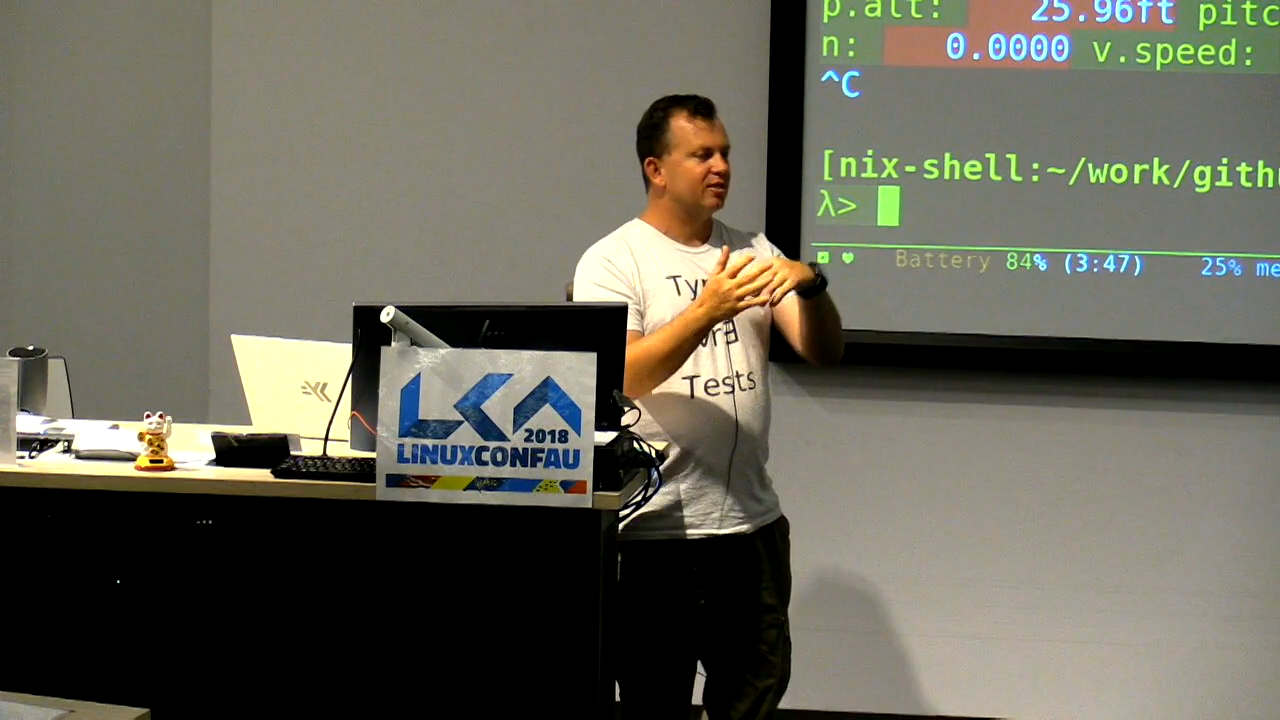 p.alt: 25.96ft pitc
n: 0.0000 v.speed:
^C
[nix-shell:~/work/gith
λ> 
Battery 84% (3:47) 25% me
Tests
LCA
2018
LINUXCONFAU